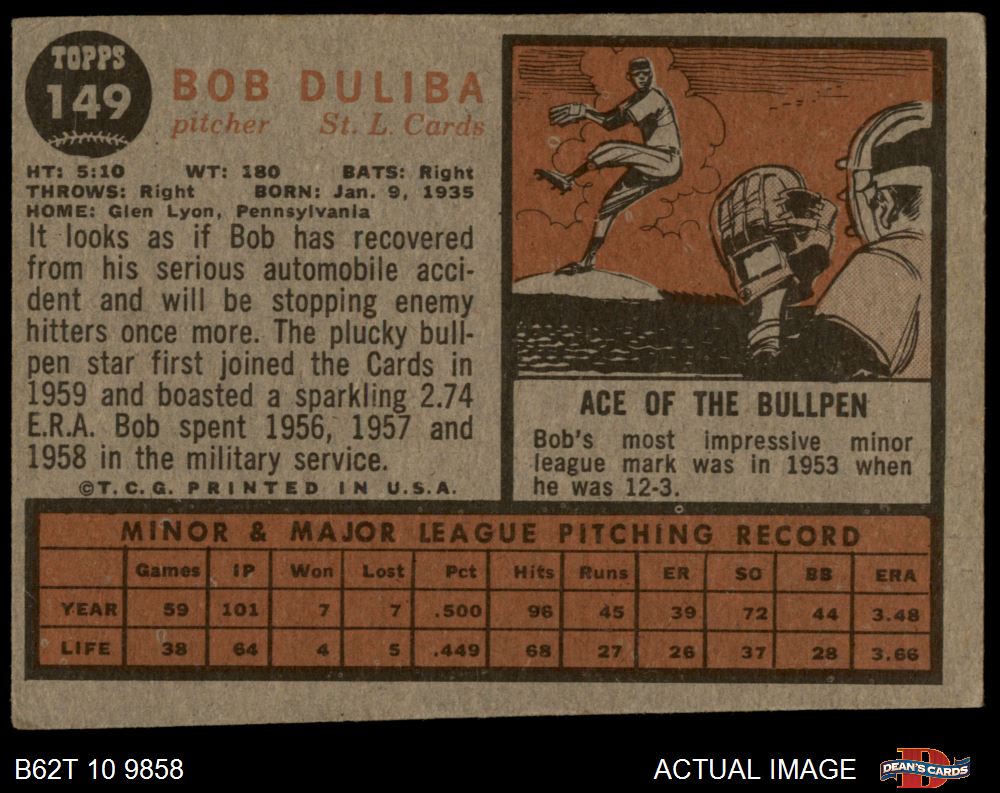 TOPPS
149
BOB DULIBA
pitcher St. L. Cards
HT: 5:10 WT: 180 BATS: Right
THROWS: Right BORN: Jan. 9, 1935
HOME: Glen Lyon, Pennsylvania
It looks as if Bob has recovered
from his serious automobile acci-
dent and will be stopping enemy
hitters once more. The plucky bull-
pen star first joined the Cards in
1959 and boasted a sparkling 2.74
E.R.A. Bob spent 1956, 1957 and
1958 in the military service.
©T.C.G. PRINTED IN U.S.A.
ACE OF THE BULLPEN
Bob's most impressive minor
league mark was in 1953 when
he was 12-3.
MINOR & MAJOR LEAGUE PITCHING RECORD
Games IP Won Lost Pct Hits Runs ER SO BB ERA
YEAR 59 101 7 7 .500 96 45 39 72 44 3.48
LIFE 38 64 4 5 .449 68 27 26 37 28 3.66
B62T 10 9858
ACTUAL IMAGE
DEAN'S CARDS